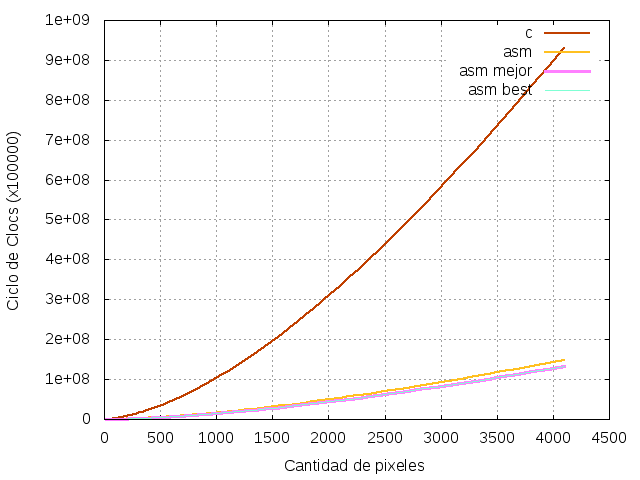 1e+09
9e+08
8e+08
7e+08
6e+08
5e+08
4e+08
3e+08
2e+08
1e+08
0
Ciclo de Clocs (x100000)
c
asm
asm mejor
asm best
0 500 1000 1500 2000 2500 3000 3500 4000 4500
Cantidad de pixeles